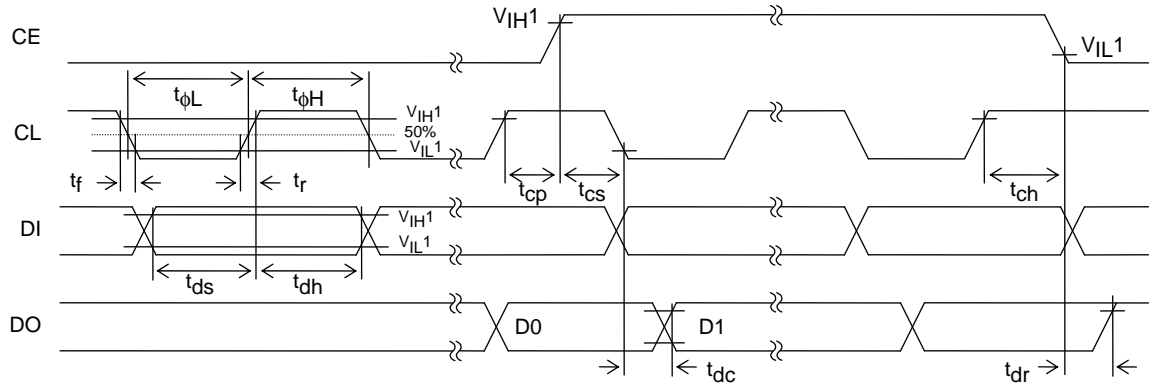 CE
VIH1
VIL1
tϕL
tϕH
CL
VIH1
50%
VIL1
tf
tr
tcp
tcs
tch
DI
VIH1
VIL1
tds
tdh
DO
D0
D1
tdc
tdr